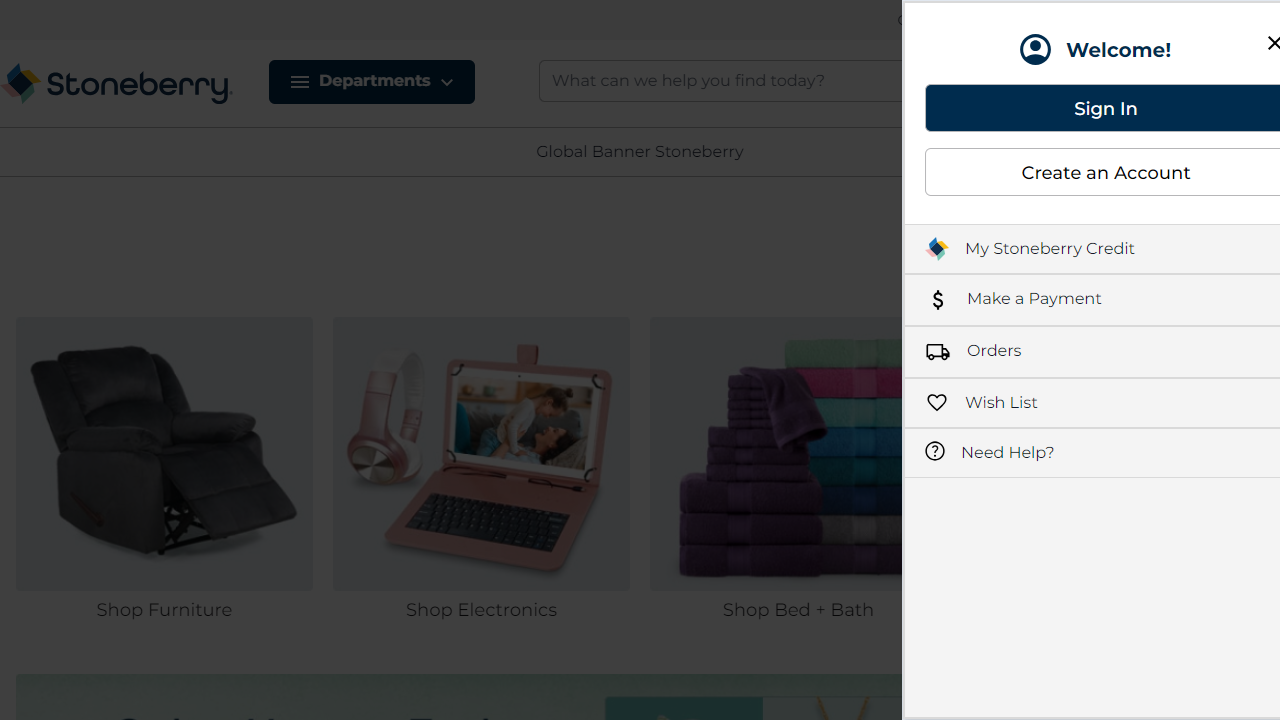 Welcome!
Stoneberry
Departments
What can we help you find today?
Sign In
Global Banner Stoneberry
Create an Account
My Stoneberry Credit
Make a Payment
Orders
Wish List
Need Help?
Shop Furniture
Shop Electronics
Shop Bed + Bath